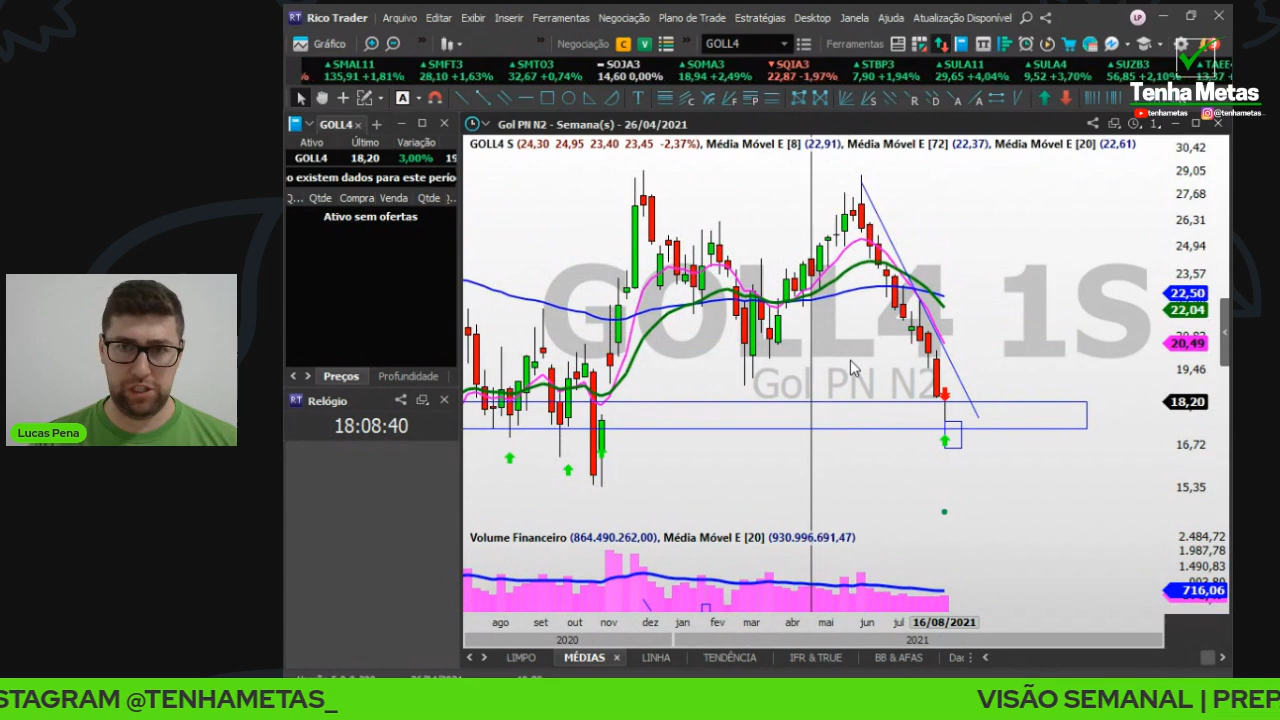 Rico Trader Arquivo Editar Exibir Inserir Ferramentas Negociação Plano de Trade Estratégias Desktop Janela Ajuda Atualização Disponível LP
Gráfico Negociação C V GOLL4 Ferramentas
SMAL11 SMFT3 SMTO3 SOJA3 SOMA3 SQIA3 STBP3 SULA11 SULA4 SUZB3 TAE
135,91 +1,81% 28,10 +1,63% 32,67 +0,74% 14,60 0,00% 18,94 +2,49% 22,87 -1,97% 7,90 +1,94% 29,65 +4,04% 9,52 +3,70% 56,85 +2,10% 13,37
Tenha Metas
tenhametas @tenhametas_
GOLL4
Gol PN N2 - Semana(s) - 26/04/2021
Ativo Último Variação
GOLL4 18,20 3,00% 19
o existem dados para este perío
Q... Qtde Compra Venda Qtde
Ativo sem ofertas
Preços Profundidade
Relógio
18:08:40
GOLL4 S (24,30 24,95 23,40 23,45 -2,37%), Média Móvel E [8] (22,91), Média Móvel E [72] (22,37), Média Móvel E [20] (22,61)
GOLL4 1S
Gol PN N2
30,42
29,05
27,68
26,31
24,94
23,57
22,50
22,04
20,49
19,46
18,20
16,72
15,35
Volume Financeiro (864.490.262,00), Média Móvel E [20] (930.996.691,47)
2.484,72
1.987,78
1.490,83
716,06
ago set out nov dez jan fev mar abr mai jun jul 16/08/2021
2020 2021
LIMPO MÉDIAS LINHA TENDÊNCIA IFR & TRUE BB & AFAS
Lucas Pena
STAGRAM @TENHAMETAS_ VISÃO SEMANAL | PREP